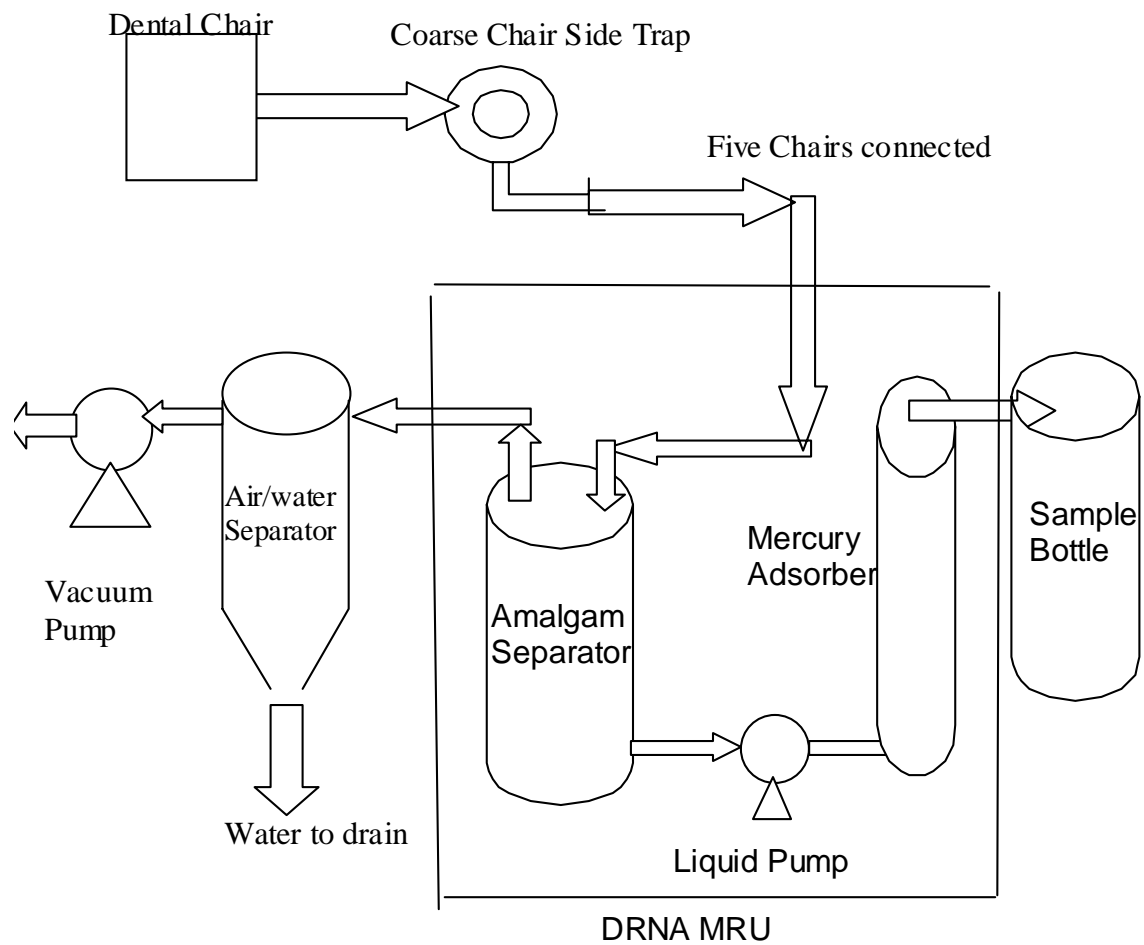 Dental Chair
Coarse Chair Side Trap
Five Chairs connected
Air/water
Separator
Vacuum
Pump
Amalgam
Separator
Mercury
Adsorber
Sample
Bottle
Water to drain
Liquid Pump
DRNA MRU